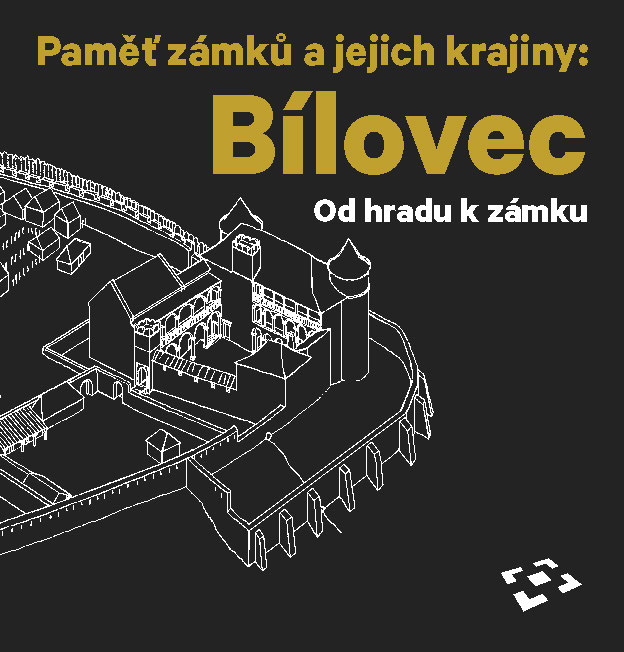 Paměť zámků a jejich krajiny:
Bílovec
Od hradu k zámku